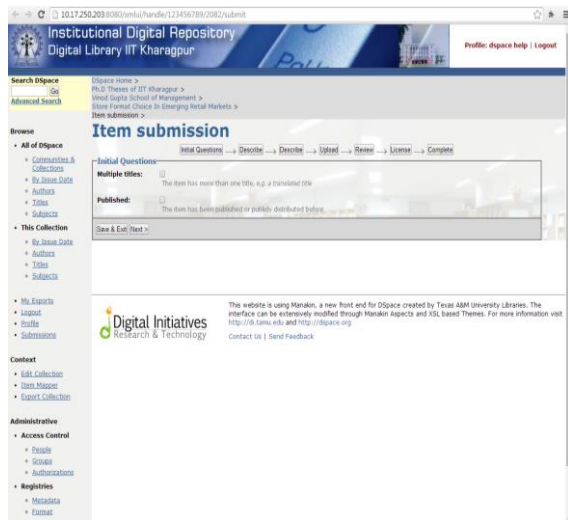 10.17.250.203:8080/xmlui/handle/123456789/2082/submit
Institutional Digital Repository
Digital Library IIT Kharagpur
Profile: dspace help | Logout
Search DSpace
Go
Advanced Search
Browse
All of DSpace
Communities & Collections
By Issue Date
Authors
Titles
Subjects
This Collection
By Issue Date
Authors
Titles
Subjects
My Exports
Logout
Profile
Submissions
Context
Edit Collection
Item Mapper
Export Collection
Administrative
Access Control
People
Groups
Authorizations
Registries
Metadata
Format
DSpace Home >
Ph.D Theses of IIT Kharagpur >
Vinod Gupta School of Management >
Store Format Choice In Emerging Retail Markets >
Item submission >
Item submission
Initial Questions → Describe → Describe → Upload → Review → License → Complete
Initial Questions
Multiple titles:
The item has more than one title, e.g. a translated title
Published:
The item has been published or publicly distributed before
Save & Exit Next >
Digital Initiatives
Research & Technology
This website is using Manakin, a new front end for DSpace created by Texas A&M University Libraries. The
interface can be extensively modified through Manakin Aspects and XSL based Themes. For more information visit
http://di.tamu.edu and http://dspace.org
Contact Us | Send Feedback